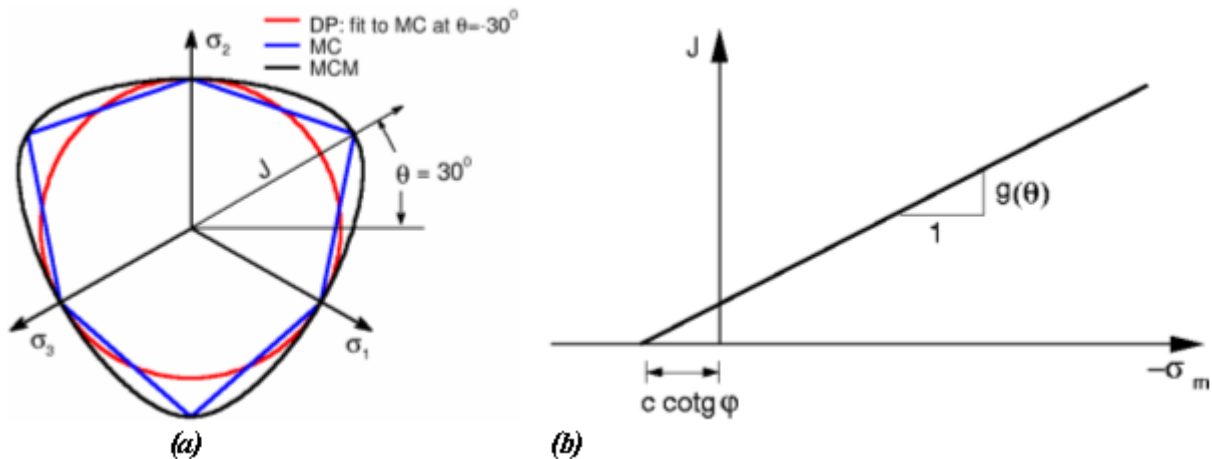 DP: fit to MC at θ=-30°
MC
MCM
σ₂
J
θ = 30°
σ₃
σ₁
(a)
J
g(θ)
1
−σ m
c cotg φ
(b)